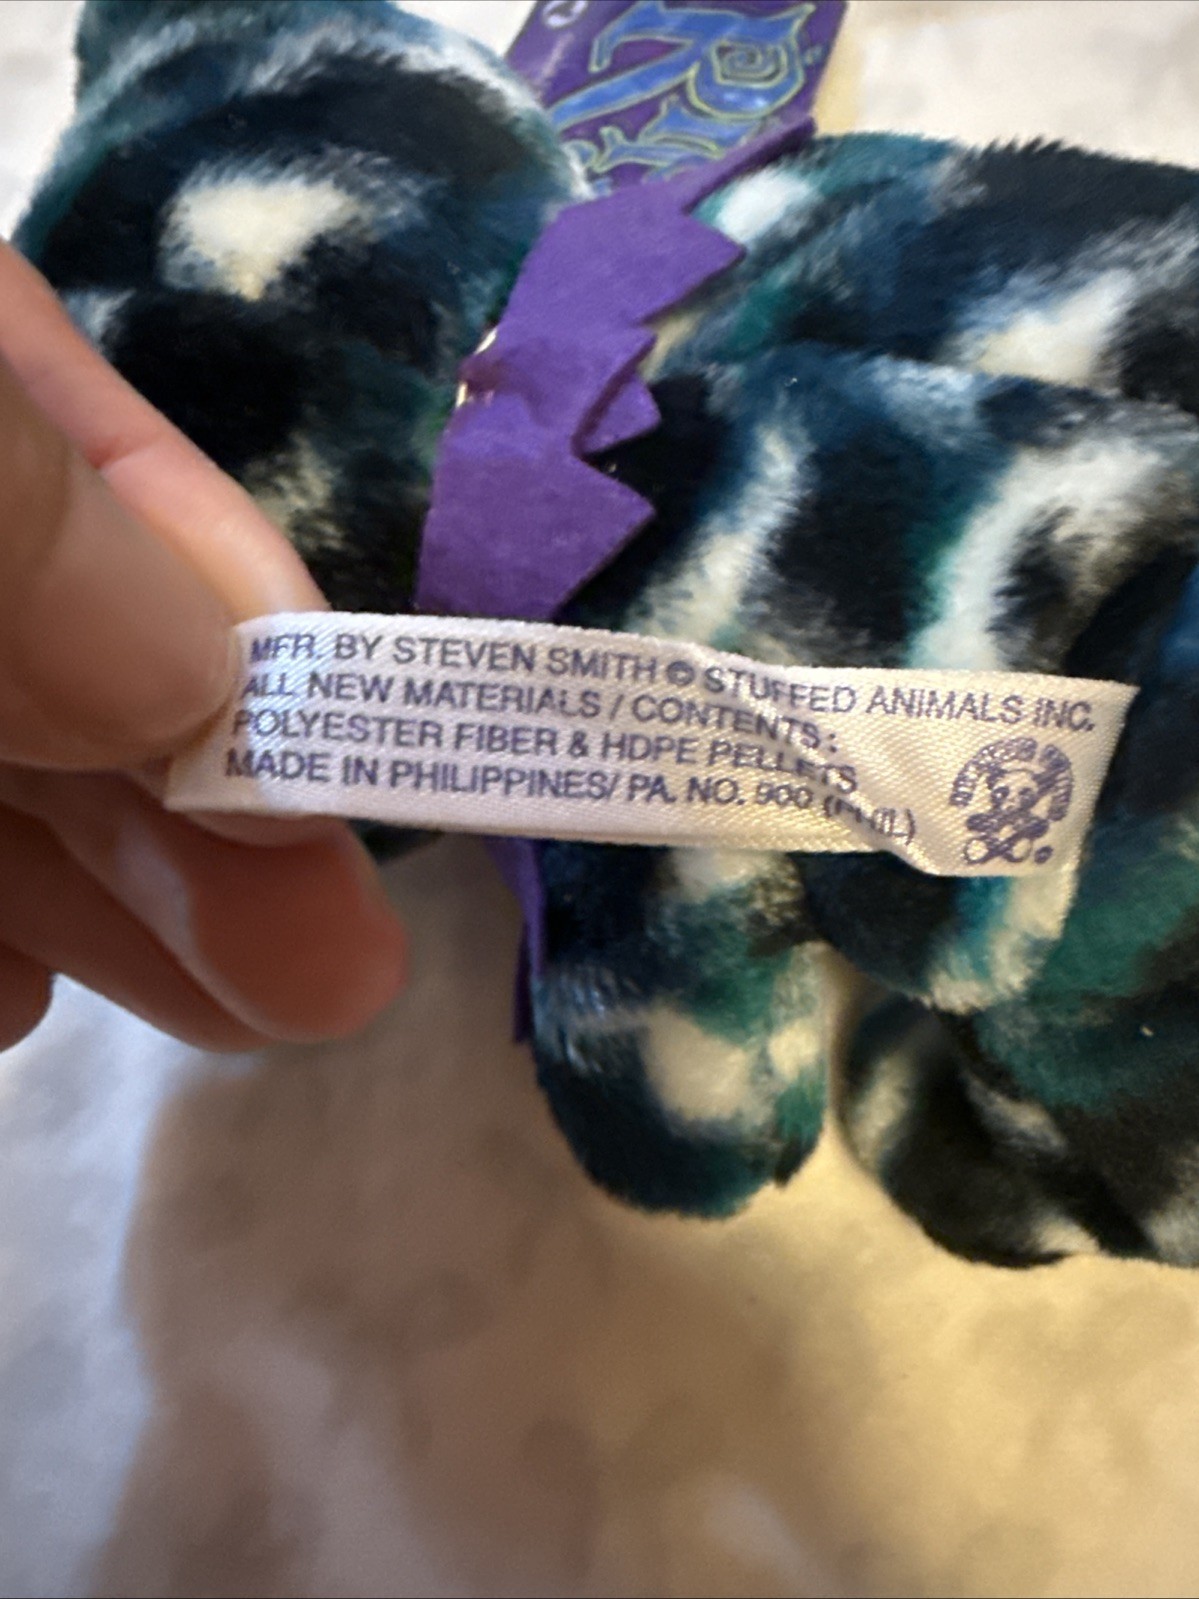 MFR. BY STEVEN SMITH © STUFFED ANIMALS INC.
ALL NEW MATERIALS / CONTENTS:
POLYESTER FIBER & HDPE PELLETS
MADE IN PHILIPPINES/ PA. NO. 900 (PHIL)